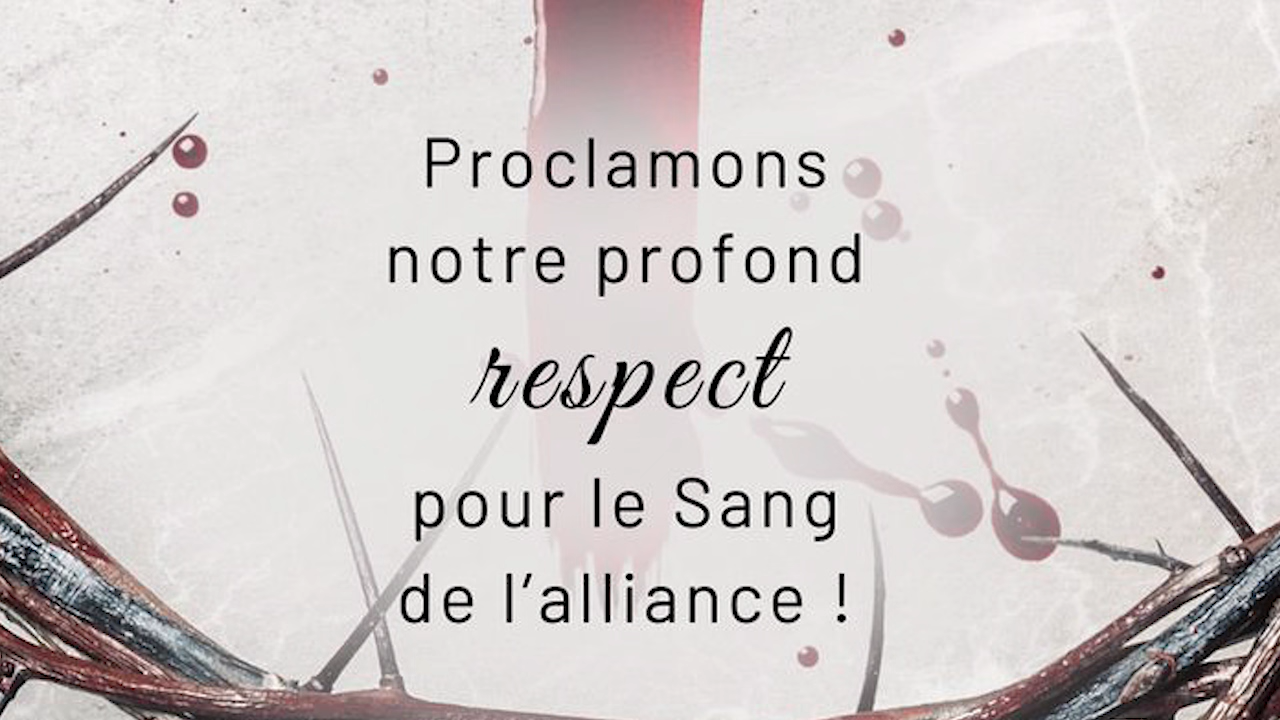 Proclamons
notre profond
respect
pour le Sang
de l’alliance !